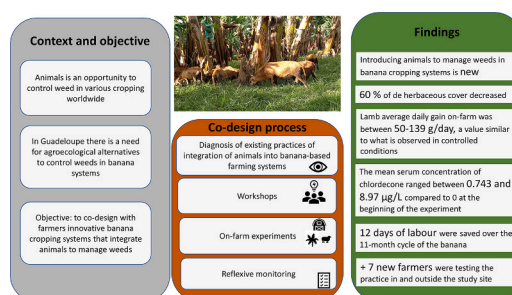 Context and objective
Animals is an opportunity to
control weed in various cropping
worldwide
In Guadeloupe there is a need
for agroecological alternatives
to control weeds in banana
systems
Objective: to co-design with
farmers innovative banana
cropping systems that integrate
animals to manage weeds
Co-design process
Diagnosis of existing practices of
integration of animals into banana-based
farming systems
Workshops
On-farm experiments
Reflexive monitoring
Findings
Introducing animals to manage weeds in
banana cropping systems is new
60 % of de herbaceous cover decreased
Lamb average daily gain on-farm was
between 50-139 g/day, a value similar
to what is observed in controlled
conditions
The mean serum concentration of
chlordecone ranged between 0.743 and
8.97 µg/L compared to 0 at the
beginning of the experiment
12 days of labour were saved over the
11-month cycle of the banana
+ 7 new farmers were testing the
practice in and outside the study site